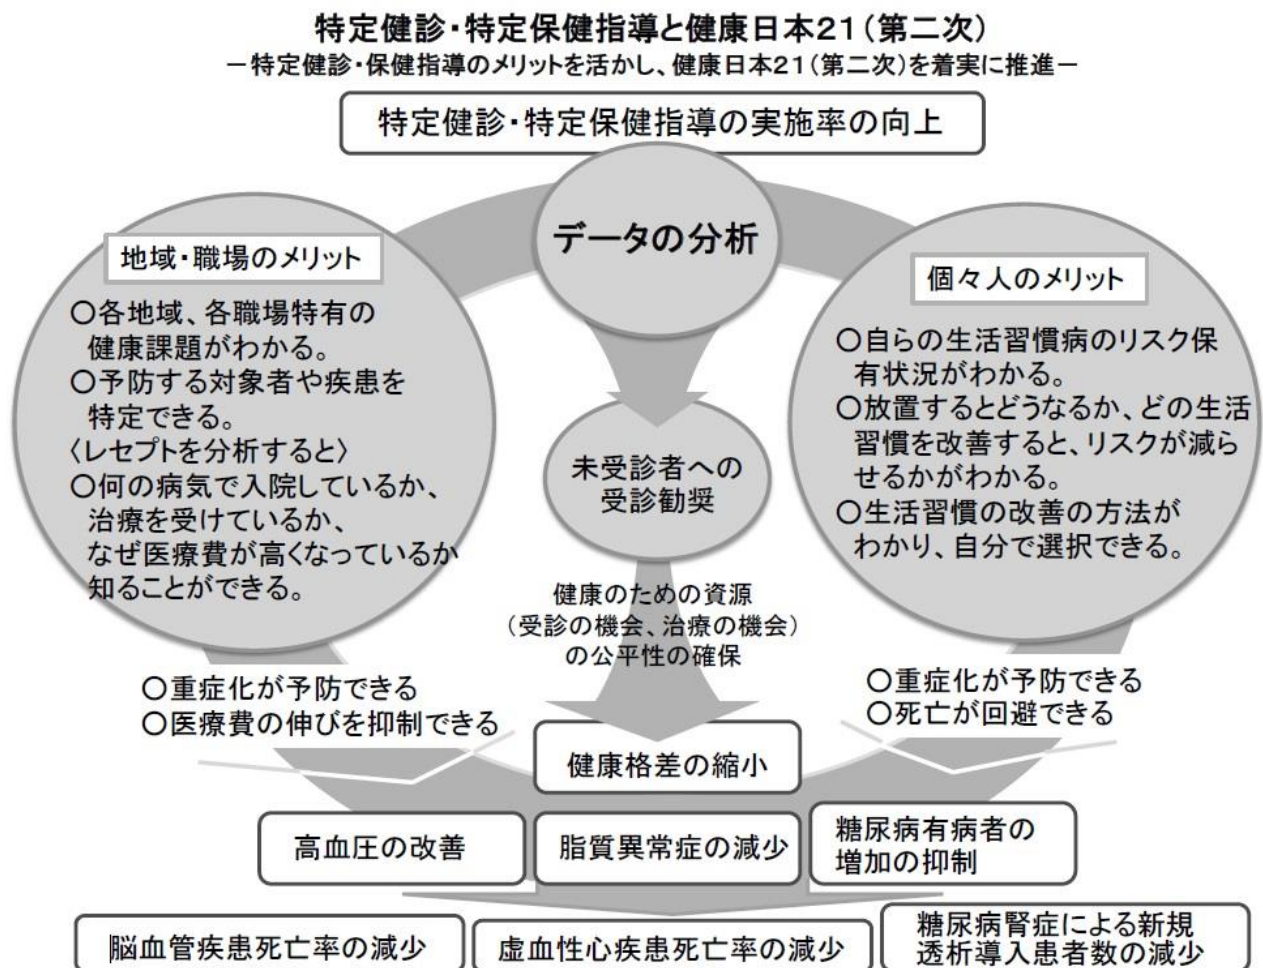 特定健診・特定保健指導と健康日本21(第二次)
－特定健診・保健指導のメリットを活かし、健康日本21(第二次)を着実に推進－
特定健診・特定保健指導の実施率の向上
データの分析
地域・職場のメリット
〇各地域、各職場特有の
健康課題がわかる。
〇予防する対象者や疾患を
特定できる。
〈レセプトを分析すると〉
〇何の病気で入院しているか、
治療を受けているか、
なぜ医療費が高くなっているか
知ることができる。
個々人のメリット
〇自らの生活習慣病のリスク保
有状況がわかる。
〇放置するとどうなるか、どの生活
習慣を改善すると、リスクが減ら
せるかがわかる。
〇生活習慣の改善の方法が
わかり、自分で選択できる。
未受診者への
受診勧奨
健康のための資源
(受診の機会、治療の機会)
の公平性の確保
〇重症化が予防できる
〇医療費の伸びを抑制できる
〇重症化が予防できる
〇死亡が回避できる
健康格差の縮小
高血圧の改善
脂質異常症の減少
糖尿病有病者の
増加の抑制
脳血管疾患死亡率の減少
虚血性心疾患死亡率の減少
糖尿病腎症による新規
透析導入患者数の減少